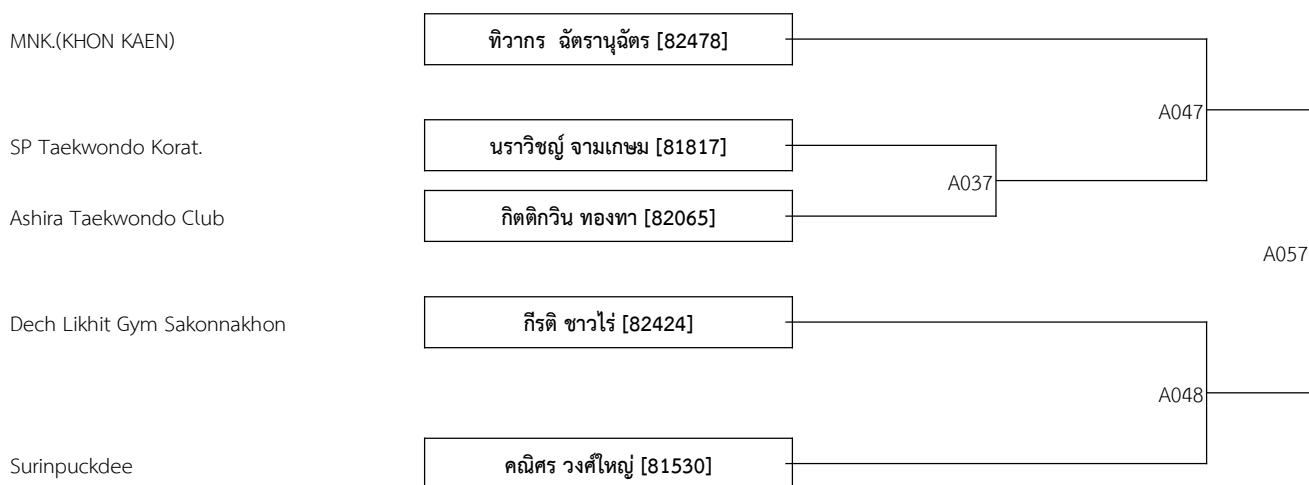 MNK.(KHON KAEN) ทิวากร ฉัตรานุฉัตร [82478]
A047
SP Taekwondo Korat. นราวิชญ์ จามเกษม [81817]
A037
Ashira Taekwondo Club กิตติกวิน ทองทา [82065]
A057
Dech Likhit Gym Sakonnakhon กีรติ ชาวไร่ [82424]
A048
Surinpuckdee คณิศร วงศ์ใหญ่ [81530]